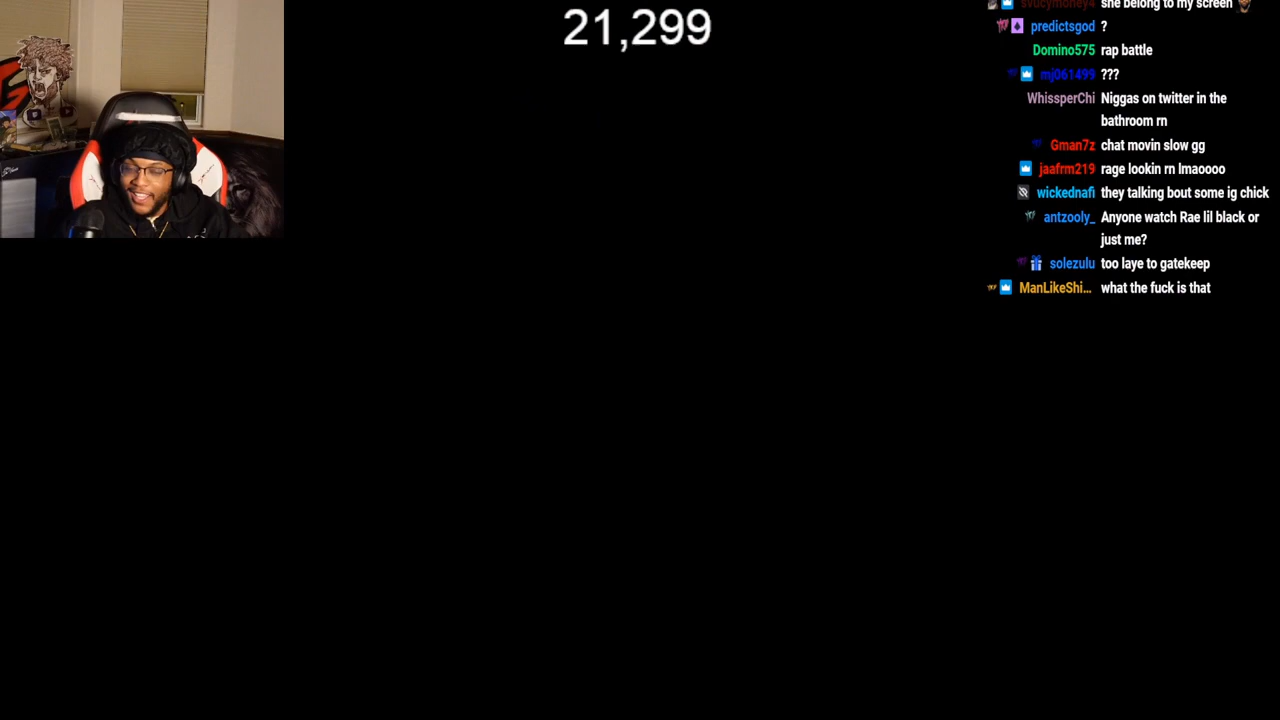 21,299
svucymoney4 she belong to my screen
predictsgod ?
Domino575 rap battle
mj061499 ???
WhissperChi Niggas on twitter in the
bathroom rn
Gman7z chat movin slow gg
jaafrm219 rage lookin rn lmaoooo
wickednafi they talking bout some ig chick
antzooly_ Anyone watch Rae lil black or
just me?
solezulu too laye to gatekeep
ManLikeShi... what the fuck is that